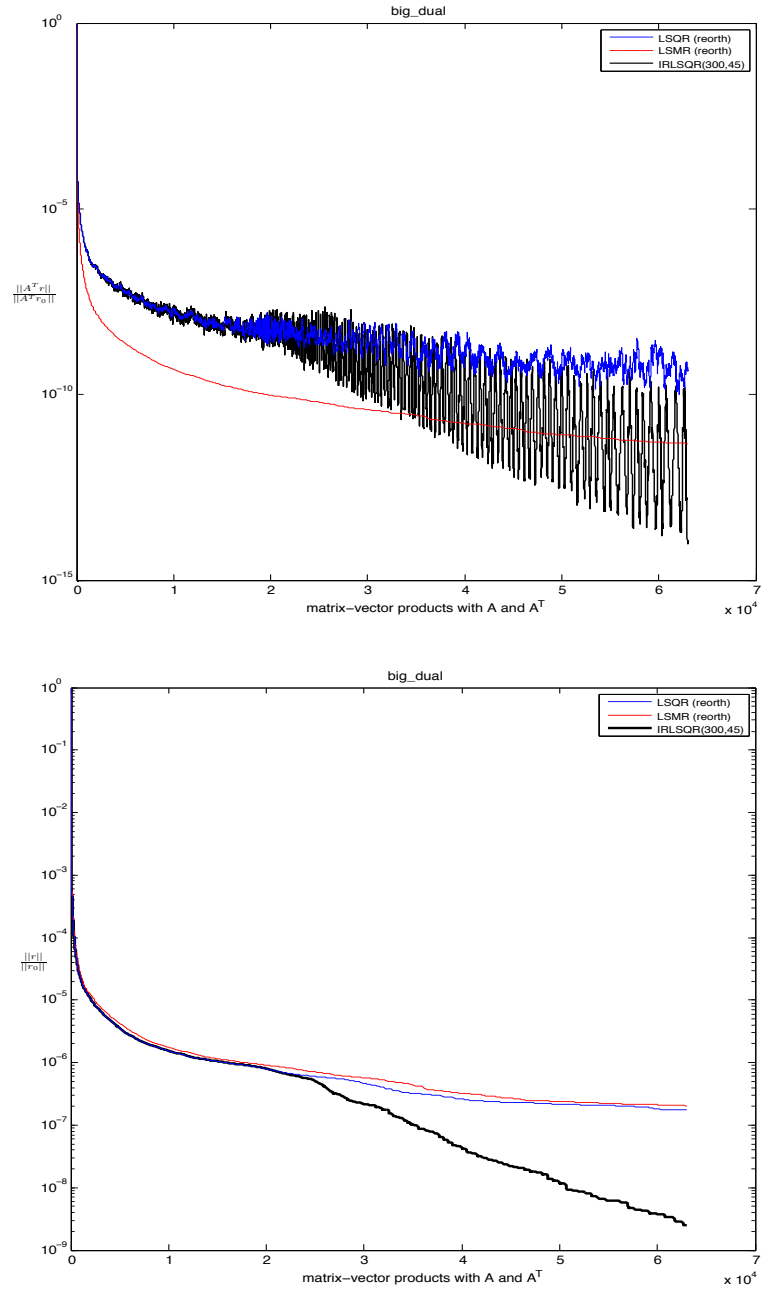 big_dual
10^0
LSQR (reorth)
LSMR (reorth)
IRLSQR(300,45)
10^−5
||A^T r||
||A^T r_0||
10^−10
10^−15
0 1 2 3 4 5 6 7
matrix−vector products with A and A^T
x 10^4
big_dual
10^0
LSQR (reorth)
LSMR (reorth)
IRLSQR(300,45)
10^−1
10^−2
10^−3
10^−4
||r||
||r_0||
10^−5
10^−6
10^−7
10^−8
10^−9
0 1 2 3 4 5 6 7
matrix−vector products with A and A^T
x 10^4